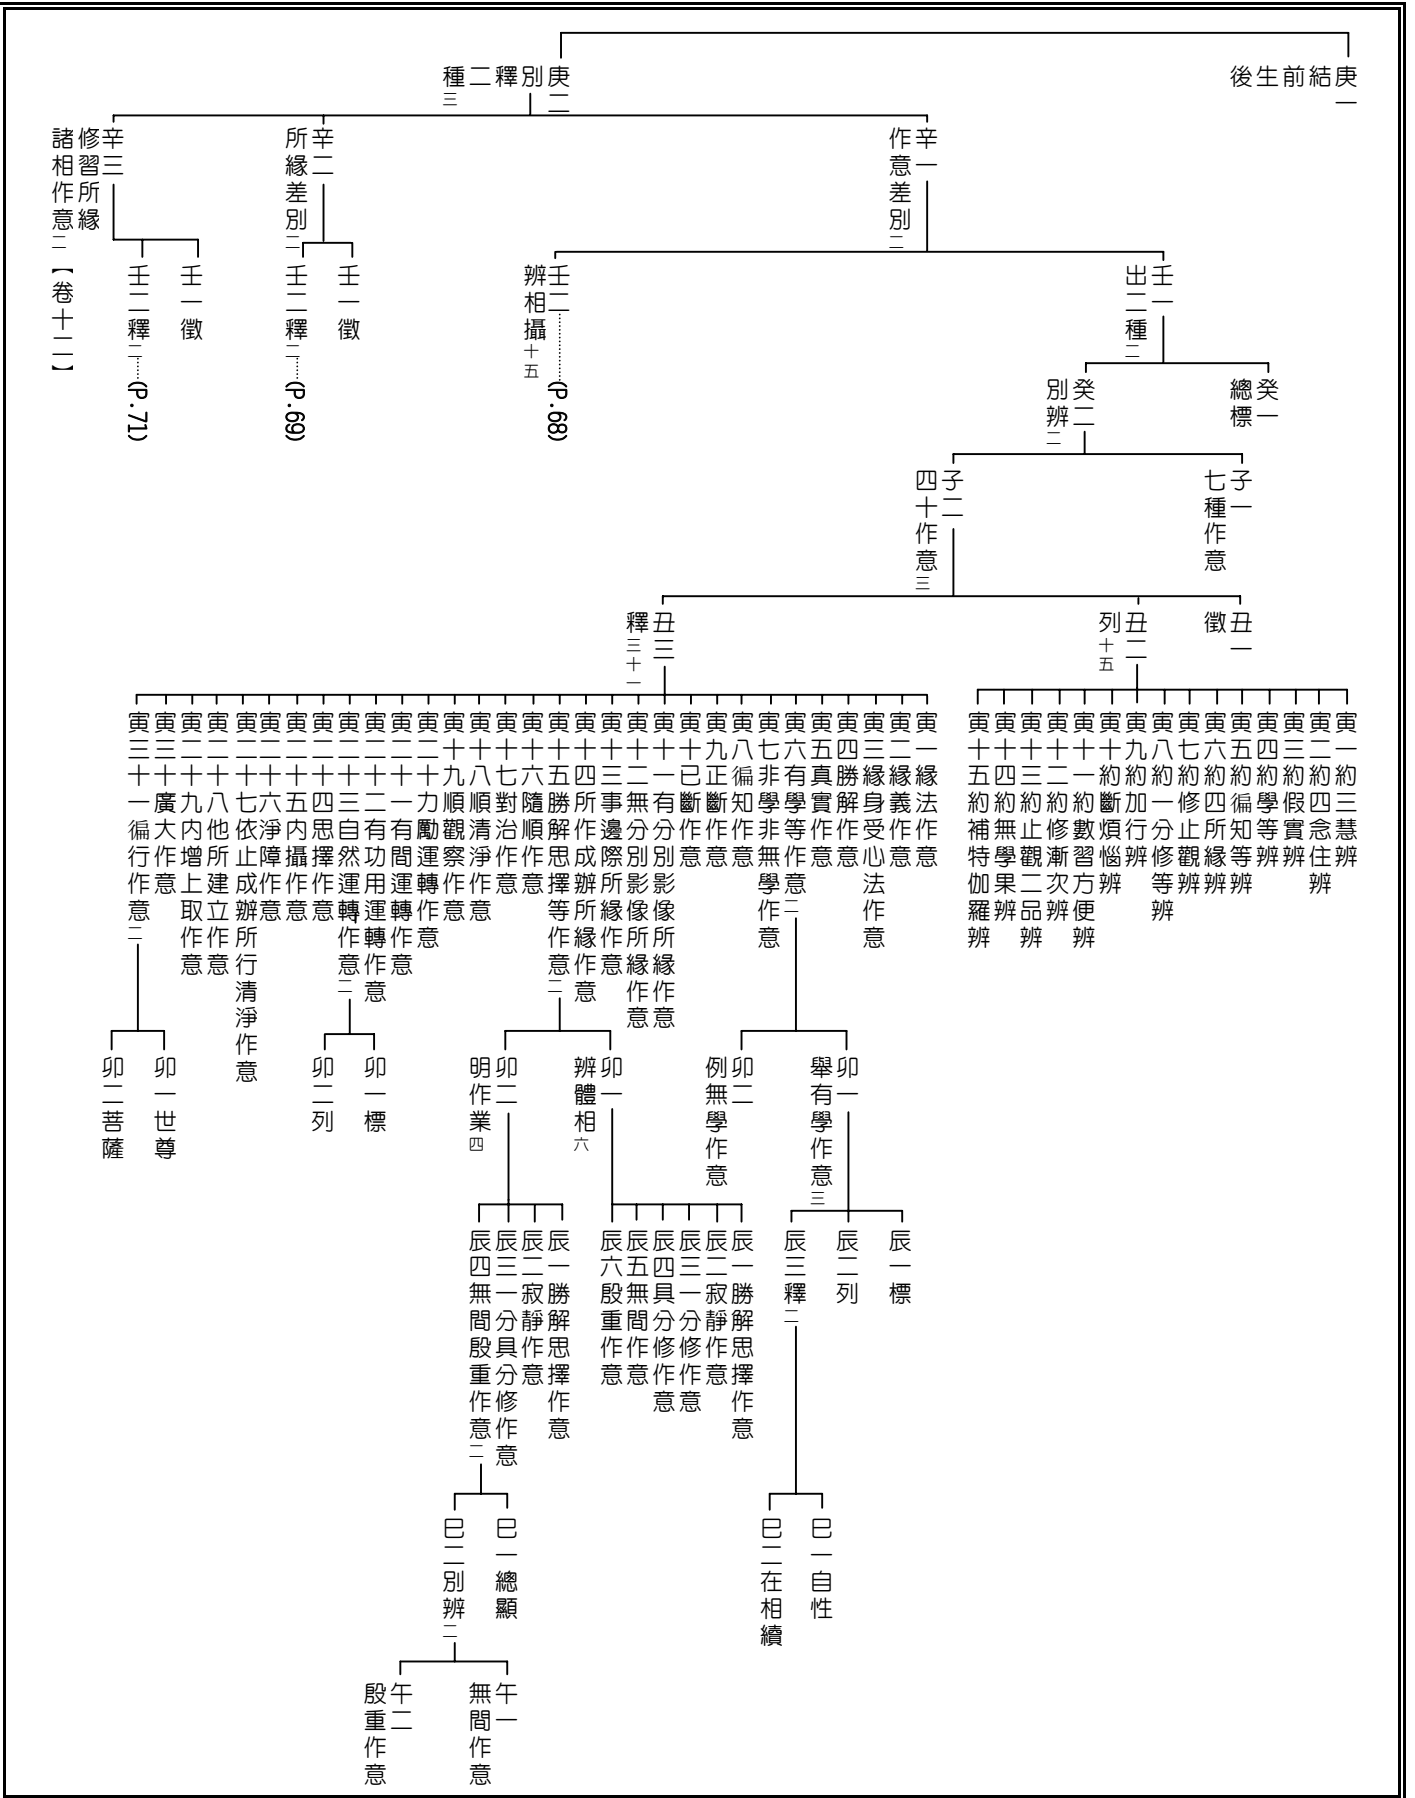 庚一
結前生後
庚二
別釋二種三
辛一
作意差別二
辛二
所緣差別二
辛三
修習所緣
諸相作意二【卷十二】
壬一
出二種二
壬二……(P.68)
辨相攝十五
壬一徵
壬二釋二……(P.69)
壬一徵
壬二釋二……(P.71)
癸一
總標
癸二
別辨二
子一
七種作意
子二
四十作意三
丑一
徵
丑二
列十五
丑三
釋三十一
寅一約三慧辨
寅二約四念住辨
寅三約假實辨
寅四約學等辨
寅五約徧知等辨
寅六約四所緣辨
寅七約修止觀辨
寅八約一分修等辨
寅九約加行辨
寅十約斷煩惱辨
寅十一約數習方便辨
寅十二約修漸次辨
寅十三約止觀二品辨
寅十四約無學果辨
寅十五約補特伽羅辨
寅一緣法作意
寅二緣義作意
寅三緣身受心法作意
寅四勝解作意
寅五真實作意
寅六有學等作意二
寅七非學非無學作意
寅八徧知作意
寅九正斷作意
寅十已斷作意
寅十一有分別影像所緣作意
寅十二無分別影像所緣作意
寅十三事邊際所緣作意
寅十四所作成辦所緣作意
寅十五勝解思擇等作意二
寅十六隨順作意
寅十七對治作意
寅十八順清淨作意
寅十九順觀察作意
寅二十力勵運轉作意
寅二十一有間運轉作意
寅二十二有功用運轉作意
寅二十三自然運轉作意二
寅二十四思擇作意
寅二十五內攝作意
寅二十六淨障作意
寅二十七依止成辦所行清淨作意
寅二十八他所建立作意
寅二十九內增上取作意
寅三十廣大作意
寅三十一徧行作意二
卯一
舉有學作意三
卯二
例無學作意
卯一
辨體相六
卯二
明作業四
卯一標
卯二列
卯一世尊
卯二菩薩
辰一標
辰二列
辰三釋二
辰一勝解思擇作意
辰二寂靜作意
辰三一分修作意
辰四具分修作意
辰五無間作意
辰六殷重作意
辰一勝解思擇作意
辰二寂靜作意
辰三一分具分修作意
辰四無間殷重作意二
巳一自性
巳二在相續
巳一總顯
巳二別辨二
午一
無間作意
午二
殷重作意